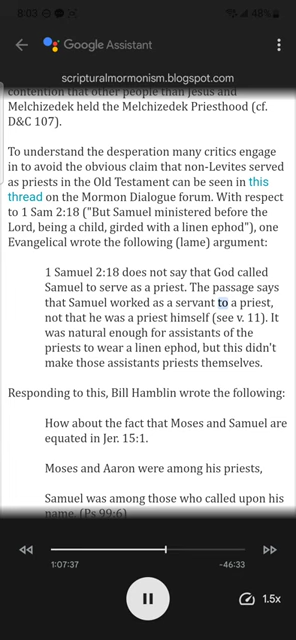 8:03
48%
Google Assistant
scripturalmormonism.blogspot.com
contention that other people than Jesus and
Melchizedek held the Melchizedek Priesthood (cf.
D&C 107).
To understand the desperation many critics engage
in to avoid the obvious claim that non-Levites served
as priests in the Old Testament can be seen in this
thread on the Mormon Dialogue forum. With respect
to 1 Sam 2:18 ("But Samuel ministered before the
Lord, being a child, girded with a linen ephod"), one
Evangelical wrote the following (lame) argument:
1 Samuel 2:18 does not say that God called
Samuel to serve as a priest. The passage says
that Samuel worked as a servant to a priest,
not that he was a priest himself (see v. 11). It
was natural enough for assistants of the
priests to wear a linen ephod, but this didn't
make those assistants priests themselves.
Responding to this, Bill Hamblin wrote the following:
How about the fact that Moses and Samuel are
equated in Jer. 15:1.
Moses and Aaron were among his priests,
Samuel was among those who called upon his
name. (Ps 99:6)
1:07:37
-46:33
1.5x